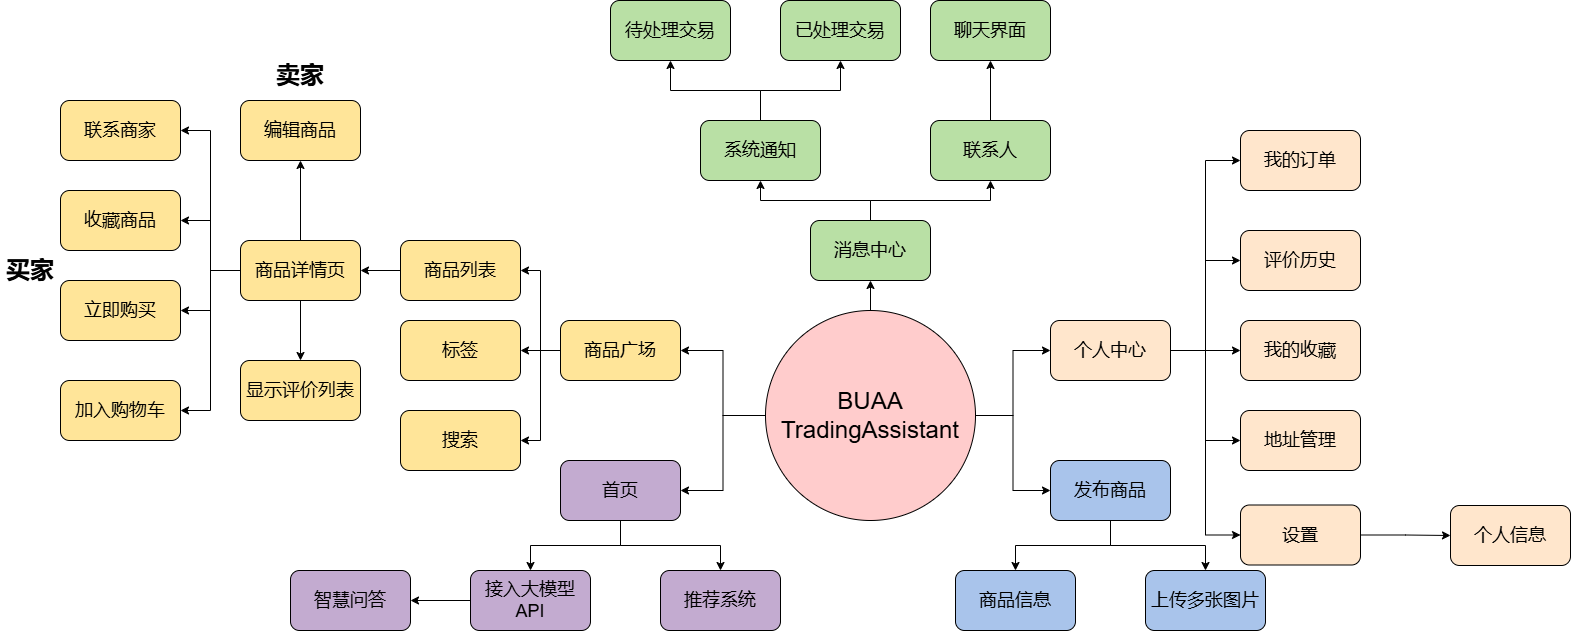 待处理交易
已处理交易
聊天界面
卖家
联系商家
编辑商品
系统通知
联系人
我的订单
收藏商品
消息中心
评价历史
买家
商品详情页
商品列表
立即购买
标签
商品广场
个人中心
我的收藏
显示评价列表
加入购物车
搜索
BUAA
TradingAssistant
地址管理
首页
发布商品
设置
个人信息
智慧问答
接入大模型
API
推荐系统
商品信息
上传多张图片